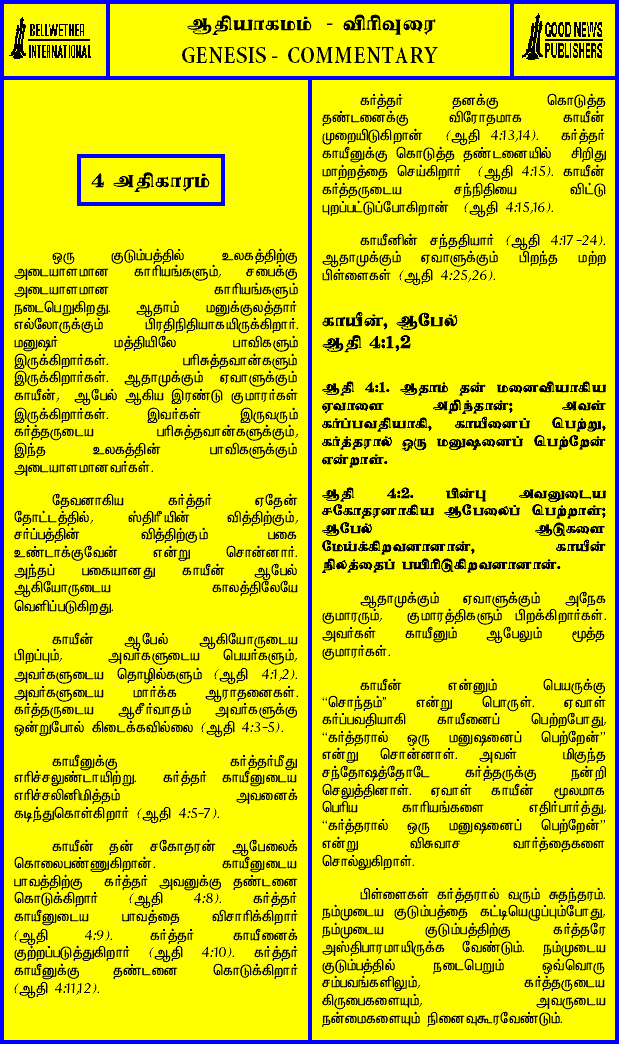 BELLWETHER
INTERNATIONAL
ஆதியாகமம் - விரிவுரை
GENESIS - COMMENTARY
GOOD NEWS
PUBLISHERS
4 அதிகாரம்
ஒரு குடும்பத்தில் உலகத்திற்கு
அடையாளமான காரியங்களும், சபைக்கு
அடையாளமான காரியங்களும்
நடைபெறுகிறது. ஆதாம் மனுக்குலத்தார்
எல்லோருக்கும் பிரதிநிதியாகயிருக்கிறார்.
மனுஷர் மத்தியிலே பாவிகளும்
இருக்கிறார்கள். பரிசுத்தவான்களும்
இருக்கிறார்கள். ஆதாமுக்கும் ஏவாளுக்கும்
காயீன், ஆபேல் ஆகிய இரண்டு குமாரர்கள்
இருக்கிறார்கள். இவர்கள் இருவரும்
கர்த்தருடைய பரிசுத்தவான்களுக்கும்,
இந்த உலகத்தின் பாவிகளுக்கும்
அடையாளமானவர்கள்.
தேவனாகிய கர்த்தர் ஏதேன்
தோட்டத்தில், ஸ்திரீயின் வித்திற்கும்,
சர்ப்பத்தின் வித்திற்கும் பகை
உண்டாக்குவேன் என்று சொன்னார்.
அந்தப் பகையானது காயீன் ஆபேல்
ஆகியோருடைய காலத்திலேயே
வெளிப்படுகிறது.
காயீன் ஆபேல் ஆகியோருடைய
பிறப்பும், அவர்களுடைய பெயர்களும்,
அவர்களுடைய தொழில்களும் (ஆதி 4:1,2).
அவர்களுடைய மார்க்க ஆராதனைகள்.
கர்த்தருடைய ஆசீர்வாதம் அவர்களுக்கு
ஒன்றுபோல் கிடைக்கவில்லை (ஆதி 4:3-5).
காயீனுக்கு கர்த்தர்மீது
எரிச்சலுண்டாயிற்று. கர்த்தர் காயீனுடைய
எரிச்சலினிமித்தம் அவனைக்
கடிந்துகொள்கிறார் (ஆதி 4:5-7).
காயீன் தன் சகோதரன் ஆபேலைக்
கொலைபண்ணுகிறான். காயீனுடைய
பாவத்திற்கு கர்த்தர் அவனுக்கு தண்டனை
கொடுக்கிறார் (ஆதி 4:8). கர்த்தர்
காயீனுடைய பாவத்தை விசாரிக்கிறார்
(ஆதி 4:9). கர்த்தர் காயீனைக்
குற்றப்படுத்துகிறார் (ஆதி 4:10). கர்த்தர்
காயீனுக்கு தண்டனை கொடுக்கிறார்
(ஆதி 4:11,12).
கர்த்தர் தனக்கு கொடுத்த
தண்டனைக்கு விரோதமாக காயீன்
முறையிடுகிறான் (ஆதி 4:13,14). கர்த்தர்
காயீனுக்கு கொடுத்த தண்டனையில் சிறிது
மாற்றத்தை செய்கிறார் (ஆதி 4:15). காயீன்
கர்த்தருடைய சந்நிதியை விட்டு
புறப்பட்டுப்போகிறான் (ஆதி 4:15,16).
காயீனின் சந்ததியார் (ஆதி 4:17-24).
ஆதாமுக்கும் ஏவாளுக்கும் பிறந்த மற்ற
பிள்ளைகள் (ஆதி 4:25,26).
காயீன், ஆபேல்
ஆதி 4:1,2
ஆதி 4:1. ஆதாம் தன் மனைவியாகிய
ஏவாளை அறிந்தான்; அவள்
கர்ப்பவதியாகி, காயீனைப் பெற்று,
கர்த்தரால் ஒரு மனுஷனைப் பெற்றேன்
என்றாள்.
ஆதி 4:2. பின்பு அவனுடைய
சகோதரனாகிய ஆபேலைப் பெற்றாள்;
ஆபேல் ஆடுகளை
மேய்க்கிறவனானான், காயீன்
நிலத்தைப் பயிரிடுகிறவனானான்.
ஆதாமுக்கும் ஏவாளுக்கும் அநேக
குமாரரும், குமாரத்திகளும் பிறக்கிறார்கள்.
அவர்கள் காயீனும் ஆபேலும் மூத்த
குமாரர்கள்.
காயீன் என்னும் பெயருக்கு
“சொந்தம்” என்று பொருள். ஏவாள்
கர்ப்பவதியாகி காயீனைப் பெற்றபோது,
“கர்த்தரால் ஒரு மனுஷனைப் பெற்றேன்”
என்று சொன்னாள். அவள் மிகுந்த
சந்தோஷத்தோடே கர்த்தருக்கு நன்றி
செலுத்தினாள். ஏவாள் காயீன் மூலமாக
பெரிய காரியங்களை எதிர்பார்த்து,
“கர்த்தரால் ஒரு மனுஷனைப் பெற்றேன்”
என்று விசுவாச வார்த்தைகளை
சொல்லுகிறாள்.
பிள்ளைகள் கர்த்தரால் வரும் சுதந்தரம்.
நம்முடைய குடும்பத்தை கட்டியெழுப்பும்போது,
நம்முடைய குடும்பத்திற்கு கர்த்தரே
அஸ்திபாரமாயிருக்க வேண்டும். நம்முடைய
குடும்பத்தில் நடைபெறும் ஒவ்வொரு
சம்பவங்களிலும், கர்த்தருடைய
கிருபைகளையும், அவருடைய
நன்மைகளையும் நினைவுகூரவேண்டும்.